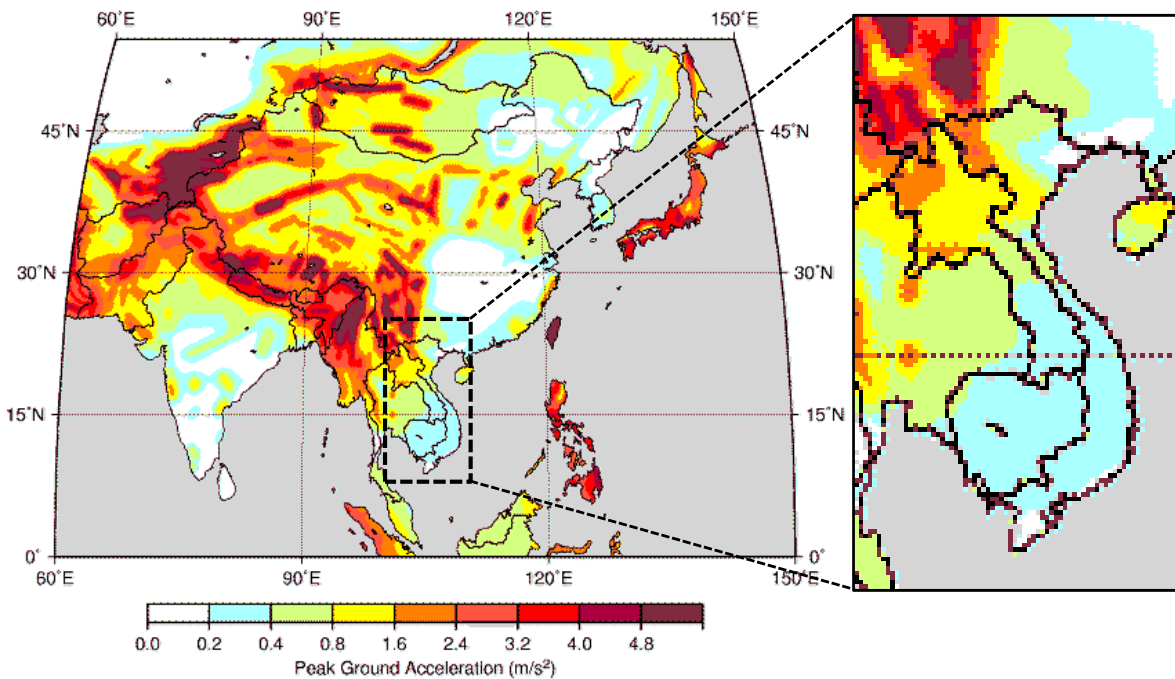 60˚E 90˚E 120˚E 150˚E
45˚N 45˚N
30˚N 30˚N
15˚N 15˚N
0˚ 0˚
60˚E 90˚E 120˚E 150˚E
0.0 0.2 0.4 0.8 1.6 2.4 3.2 4.0 4.8
Peak Ground Acceleration (m/s²)